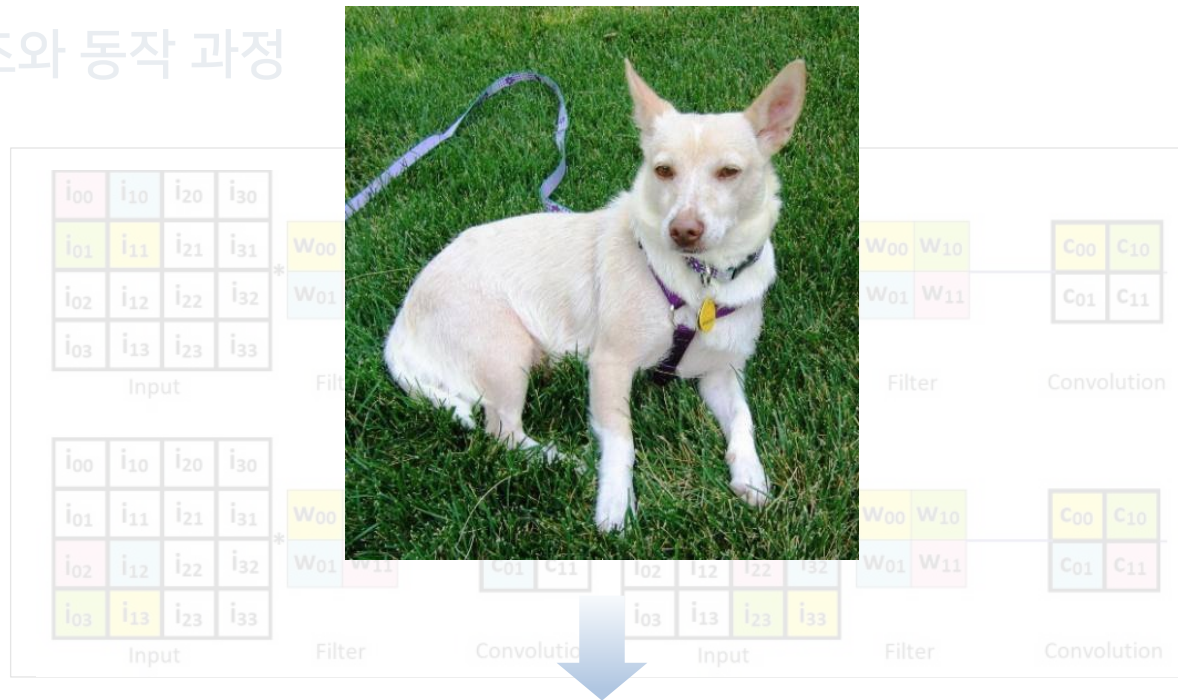 와 동작 과정
i00 i10 i20 i30
i01 i11 i21 i31
i02 i12 i22 i32
i03 i13 i23 i33
*
w00
w01
w00 w10
w01 w11
c00 c10
c01 c11
Input
Filter
Convolution
i00 i10 i20 i30
i01 i11 i21 i31
i02 i12 i22 i32
i03 i13 i23 i33
*
w00
w01 w11
c01 c11
i02 i12 i22 i32
i03 i13 i23 i33
w00 w10
w01 w11
c00 c10
c01 c11
Input
Filter
Convolution
Input
Filter
Convolution